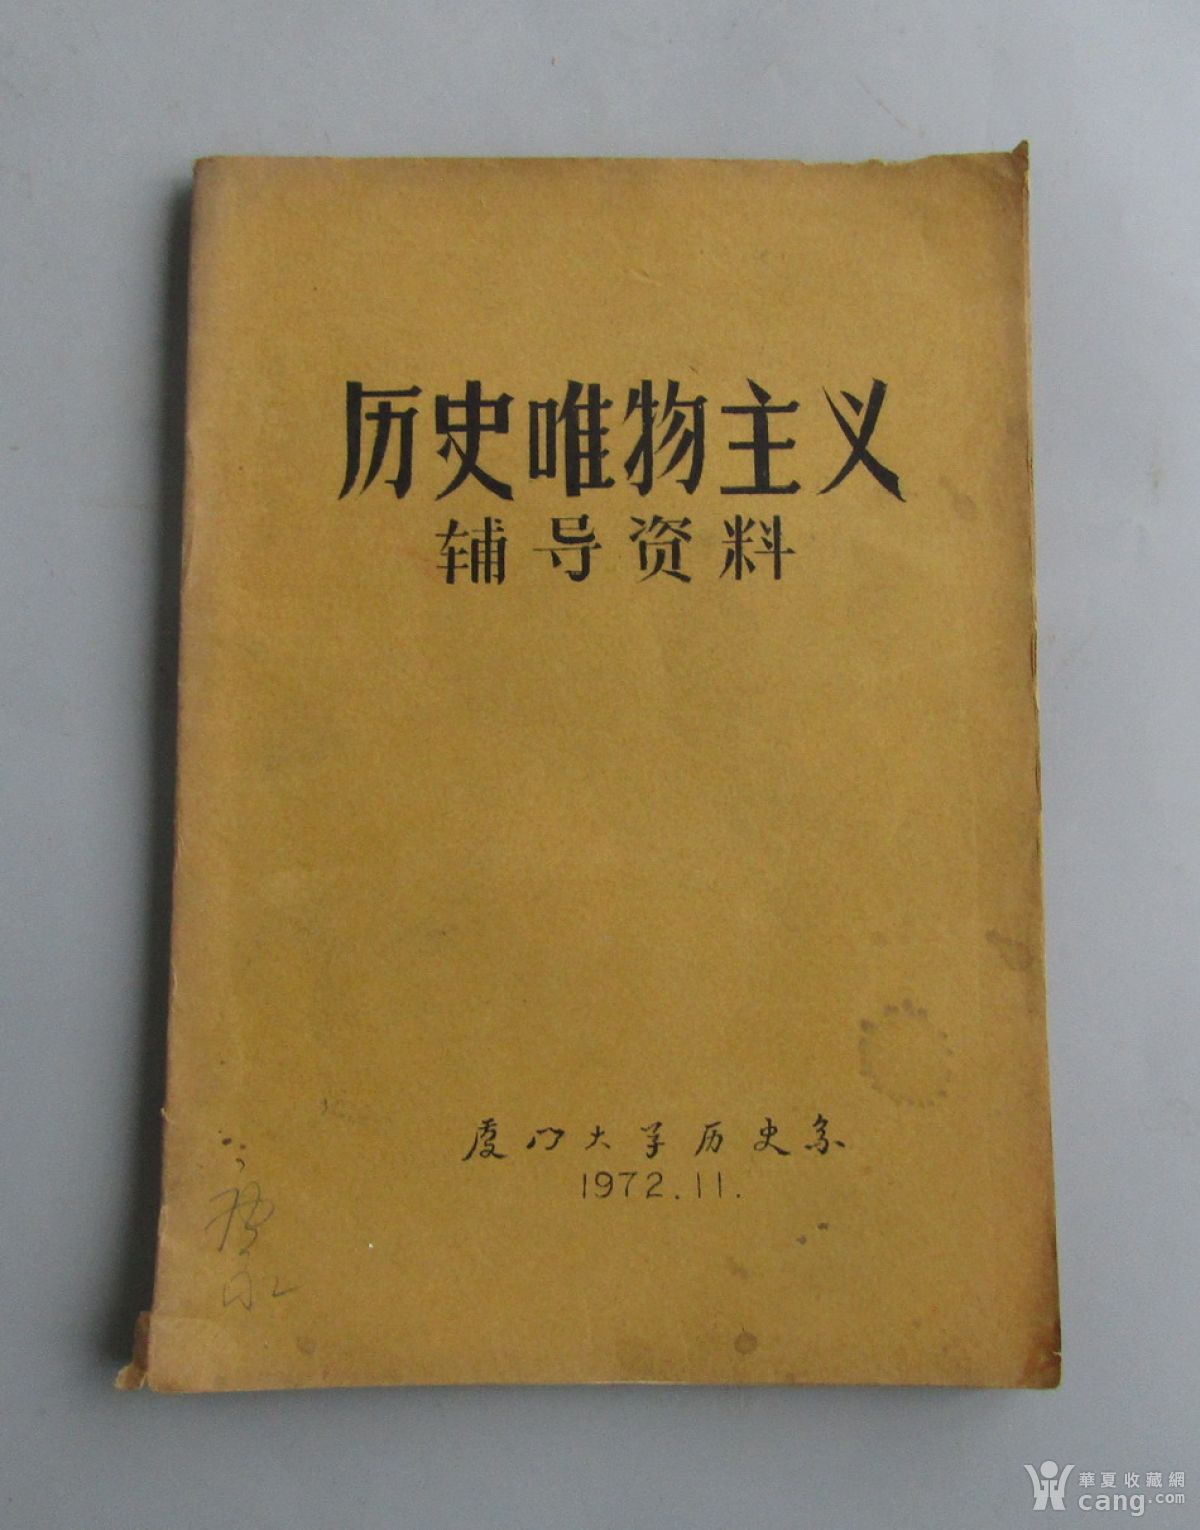 历史唯物主义
辅导资料
厦门大学历史系
1972.11.
華夏收藏網
cang.com®